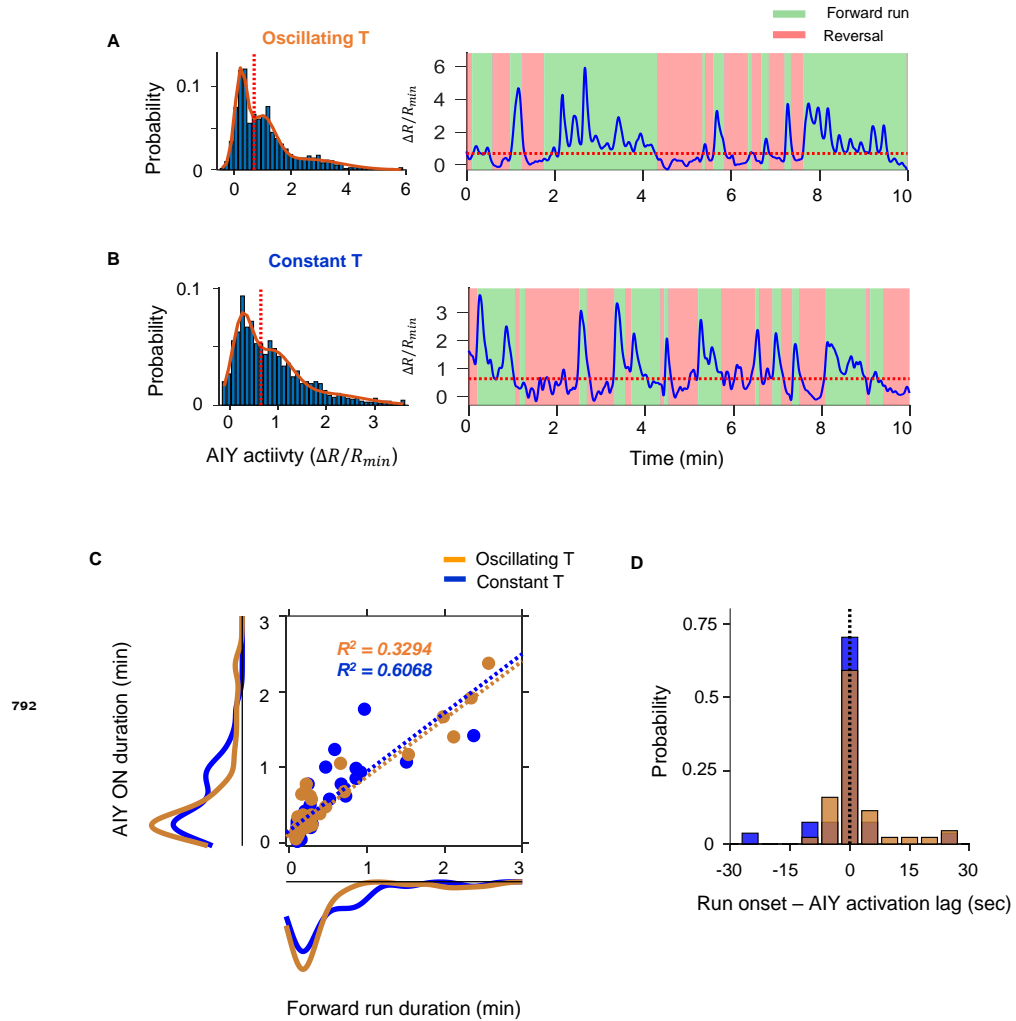 Forward run
Reversal
A
Oscillating T
Probability
0.1
0
0 2 4 6
ΔR/Rmin
6
4
2
0
0 2 4 6 8 10
B
Constant T
Probability
0.1
0
0 1 2 3
AIY actiivty (ΔR/Rmin)
ΔR/Rmin
3
2
1
0
0 2 4 6 8 10
Time (min)
C
Oscillating T
Constant T
AIY ON duration (min)
3
2
1
0
R² = 0.3294
R² = 0.6068
0 1 2 3
Forward run duration (min)
792
D
Probability
0.75
0.5
0.25
0
-30 -15 0 15 30
Run onset – AIY activation lag (sec)